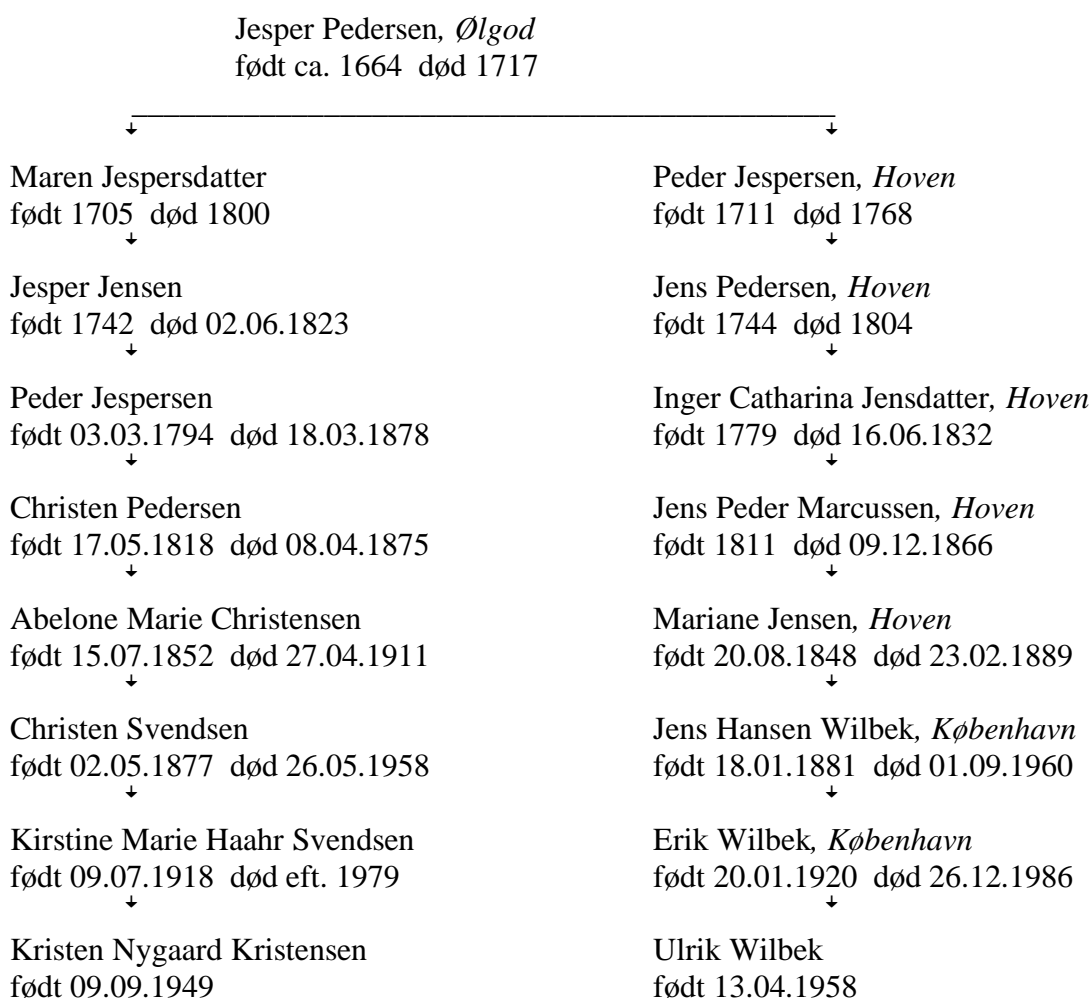 Jesper Pedersen, Ølgod
født ca. 1664 død 1717
Maren Jespersdatter
født 1705 død 1800
Peder Jespersen, Hoven
født 1711 død 1768
Jesper Jensen
født 1742 død 02.06.1823
Jens Pedersen, Hoven
født 1744 død 1804
Peder Jespersen
født 03.03.1794 død 18.03.1878
Inger Catharina Jensdatter, Hoven
født 1779 død 16.06.1832
Christen Pedersen
født 17.05.1818 død 08.04.1875
Jens Peder Marcussen, Hoven
født 1811 død 09.12.1866
Abelone Marie Christensen
født 15.07.1852 død 27.04.1911
Mariane Jensen, Hoven
født 20.08.1848 død 23.02.1889
Christen Svendsen
født 02.05.1877 død 26.05.1958
Jens Hansen Wilbek, København
født 18.01.1881 død 01.09.1960
Kirstine Marie Haahr Svendsen
født 09.07.1918 død eft. 1979
Erik Wilbek, København
født 20.01.1920 død 26.12.1986
Kristen Nygaard Kristensen
født 09.09.1949
Ulrik Wilbek
født 13.04.1958